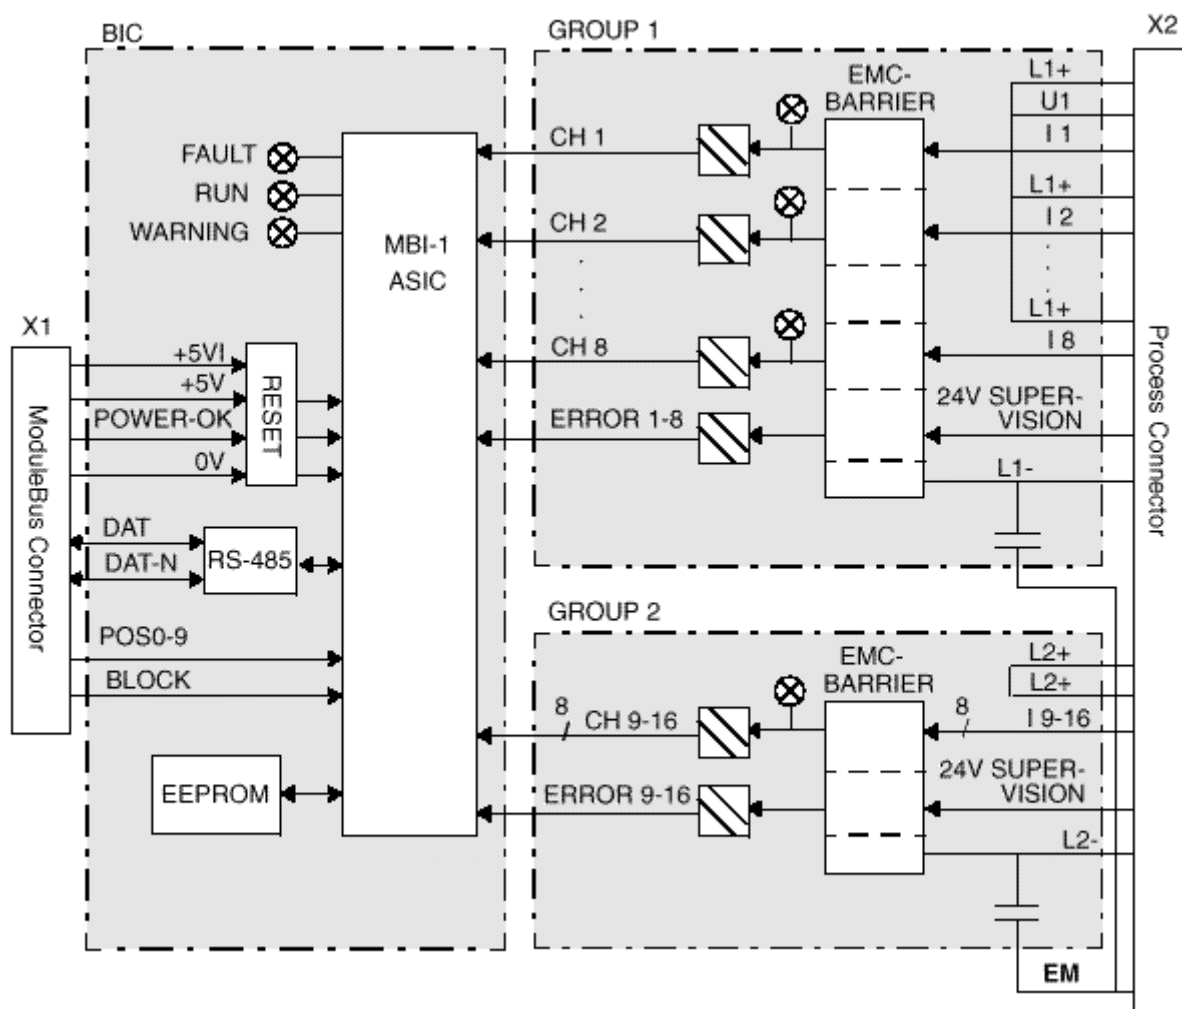 BIC
GROUP 1
X2
EMC-
BARRIER
L1+
U1
I 1
L1+
I 2
L1+
I 8
24V SUPER-
VISION
L1-
CH 1
CH 2
CH 8
ERROR 1-8
FAULT
RUN
WARNING
MBI-1
ASIC
X1
ModuleBus Connector
+5VI
+5V
POWER-OK
0V
RESET
DAT
DAT-N
RS-485
POS0-9
BLOCK
EEPROM
Process Connector
GROUP 2
EMC-
BARRIER
L2+
L2+
8
I 9-16
24V SUPER-
VISION
L2-
8
CH 9-16
ERROR 9-16
EM